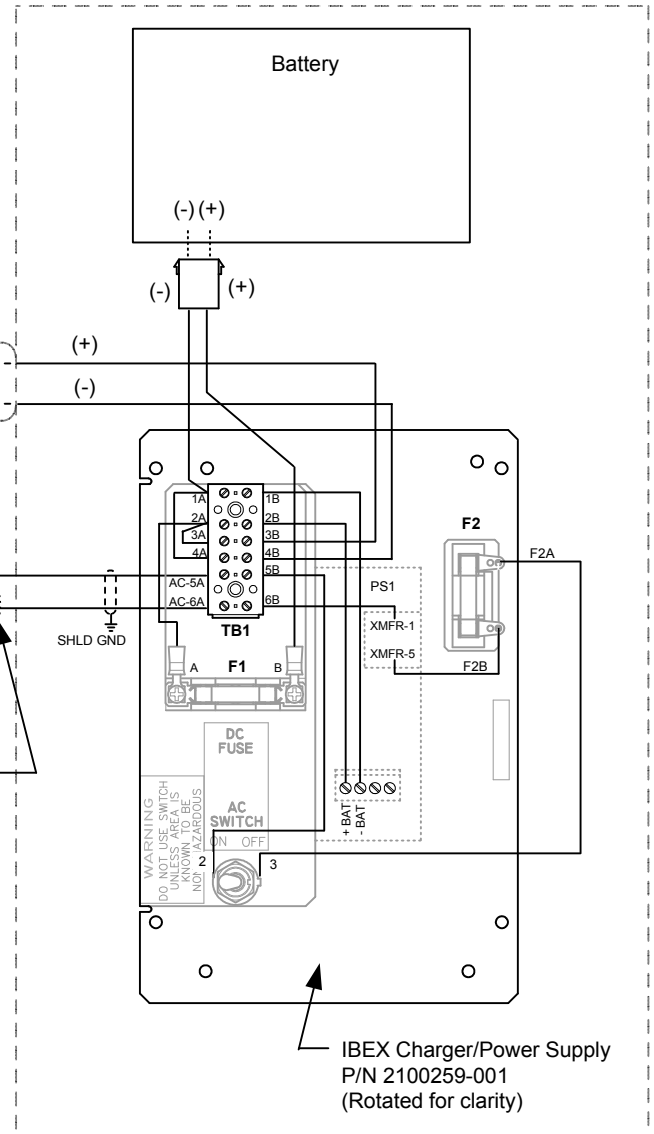 Battery
(-) (+)
(-)
(+)
(+)
(-)
1A
1B
2A
2B
3A
3B
4A
4B
AC-5A
5B
AC-6A
6B
TB1
SHLD GND
A
F1
B
PS1
XMFR-1
XMFR-5
F2
F2A
F2B
DC
FUSE
AC
SWITCH
ON OFF
2
3
WARNING
DO NOT USE SWITCH
UNLESS AREA IS
KNOWN TO BE
NON HAZARDOUS
+ BAT
- BAT
IBEX Charger/Power Supply
P/N 2100259-001
(Rotated for clarity)